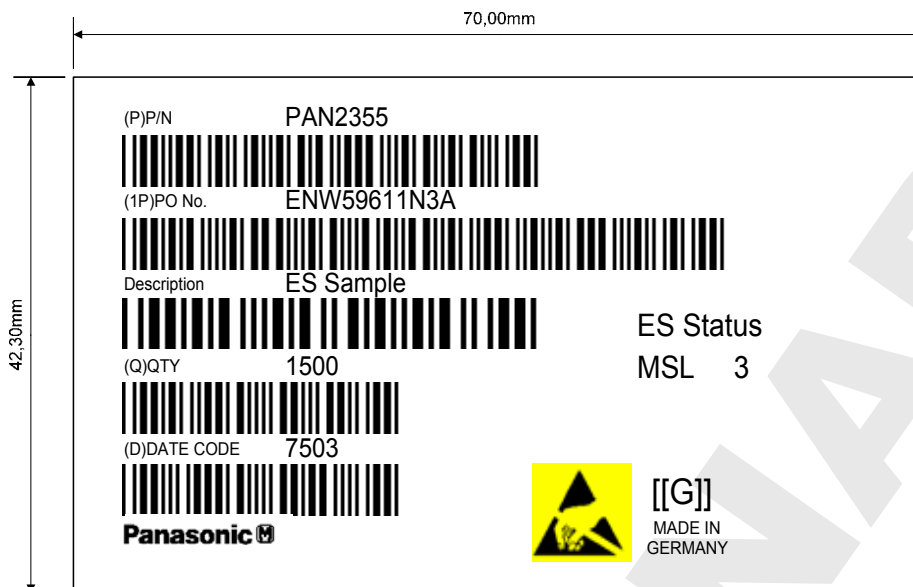 70,00mm
42,30mm
(P)P/N PAN2355
(1P)PO No. ENW59611N3A
Description ES Sample
ES Status
(Q)QTY 1500
MSL 3
(D)DATE CODE 7503
[[G]]
MADE IN
GERMANY
Panasonic M